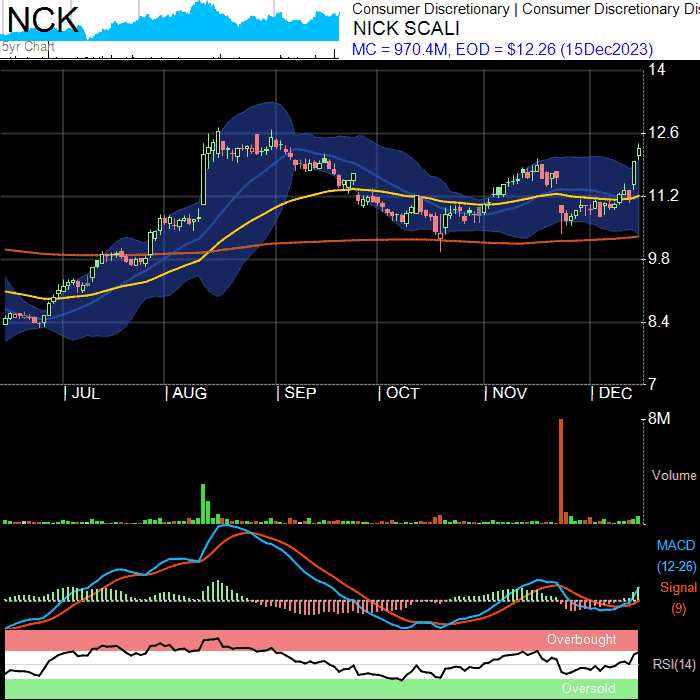 NCK
5yr Chart
Consumer Discretionary | Consumer Discretionary Dis
NICK SCALI
MC = 970.4M, EOD = $12.26 (15Dec2023)
14
12.6
11.2
9.8
8.4
7
| JUL | AUG | SEP | OCT | NOV | DEC
8M
Volume
MACD
(12-26)
Signal
(9)
Overbought
RSI(14)
Oversold